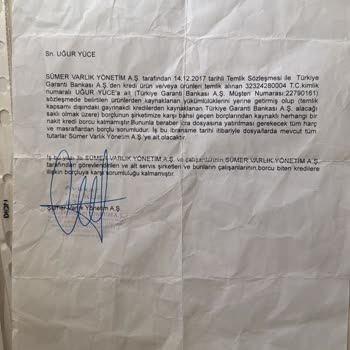 Sn. UĞUR YÜCE
SÜMER VARLIK YÖNETİM A.Ş. tarafından 14.12.2017 tarihli Temlik Sözleşmesi ile Türkiye
Garanti Bankası A.Ş.'den kredi ürün ve/veya ürünleri temlik alınan 32324280004 T.C.kimlik
numaralı UĞUR YÜCE'a ait (Türkiye Garanti Bankası A.Ş. Müşteri Numarası:22790161)
sözleşmede belirtilen ürünlerden kaynaklanan yükümlülüklerini yerine getirmiş olup (temlik
kapsamı dışındaki gayrinakdi kredilerden kaynaklanan Türkiye Garanti Bankası A.Ş. alacağı
saklı olmak üzere) borçlunun şirketimize karşı bahsi geçen borçlarından kaynaklı herhangi bir
nakit kredi borcu kalmamıştır.Bununla beraber icra dosyasına yatırılması gerekecek tüm harç
ve masraflardan borçlu sorumludur. İş bu ibraname tarihi itibariyle dosyalarda mevcut tüm
tutarlar Sümer Varlık Yönetim A.Ş.'ye ait olacaktır.
İş bu yazı ile SÜMER VARLIK YÖNETİM A.Ş. ve çalışanlarının SÜMER VARLIK YÖNETİM A.Ş.
tarafından görevlendirilen ve alt servis şirketleri ve bunların çalışanlarının borcu biten kredilere
ilişkin borçluya karşı sorumluluğu kalmamıştır.
Sümer Varlık Yönetim A.Ş.